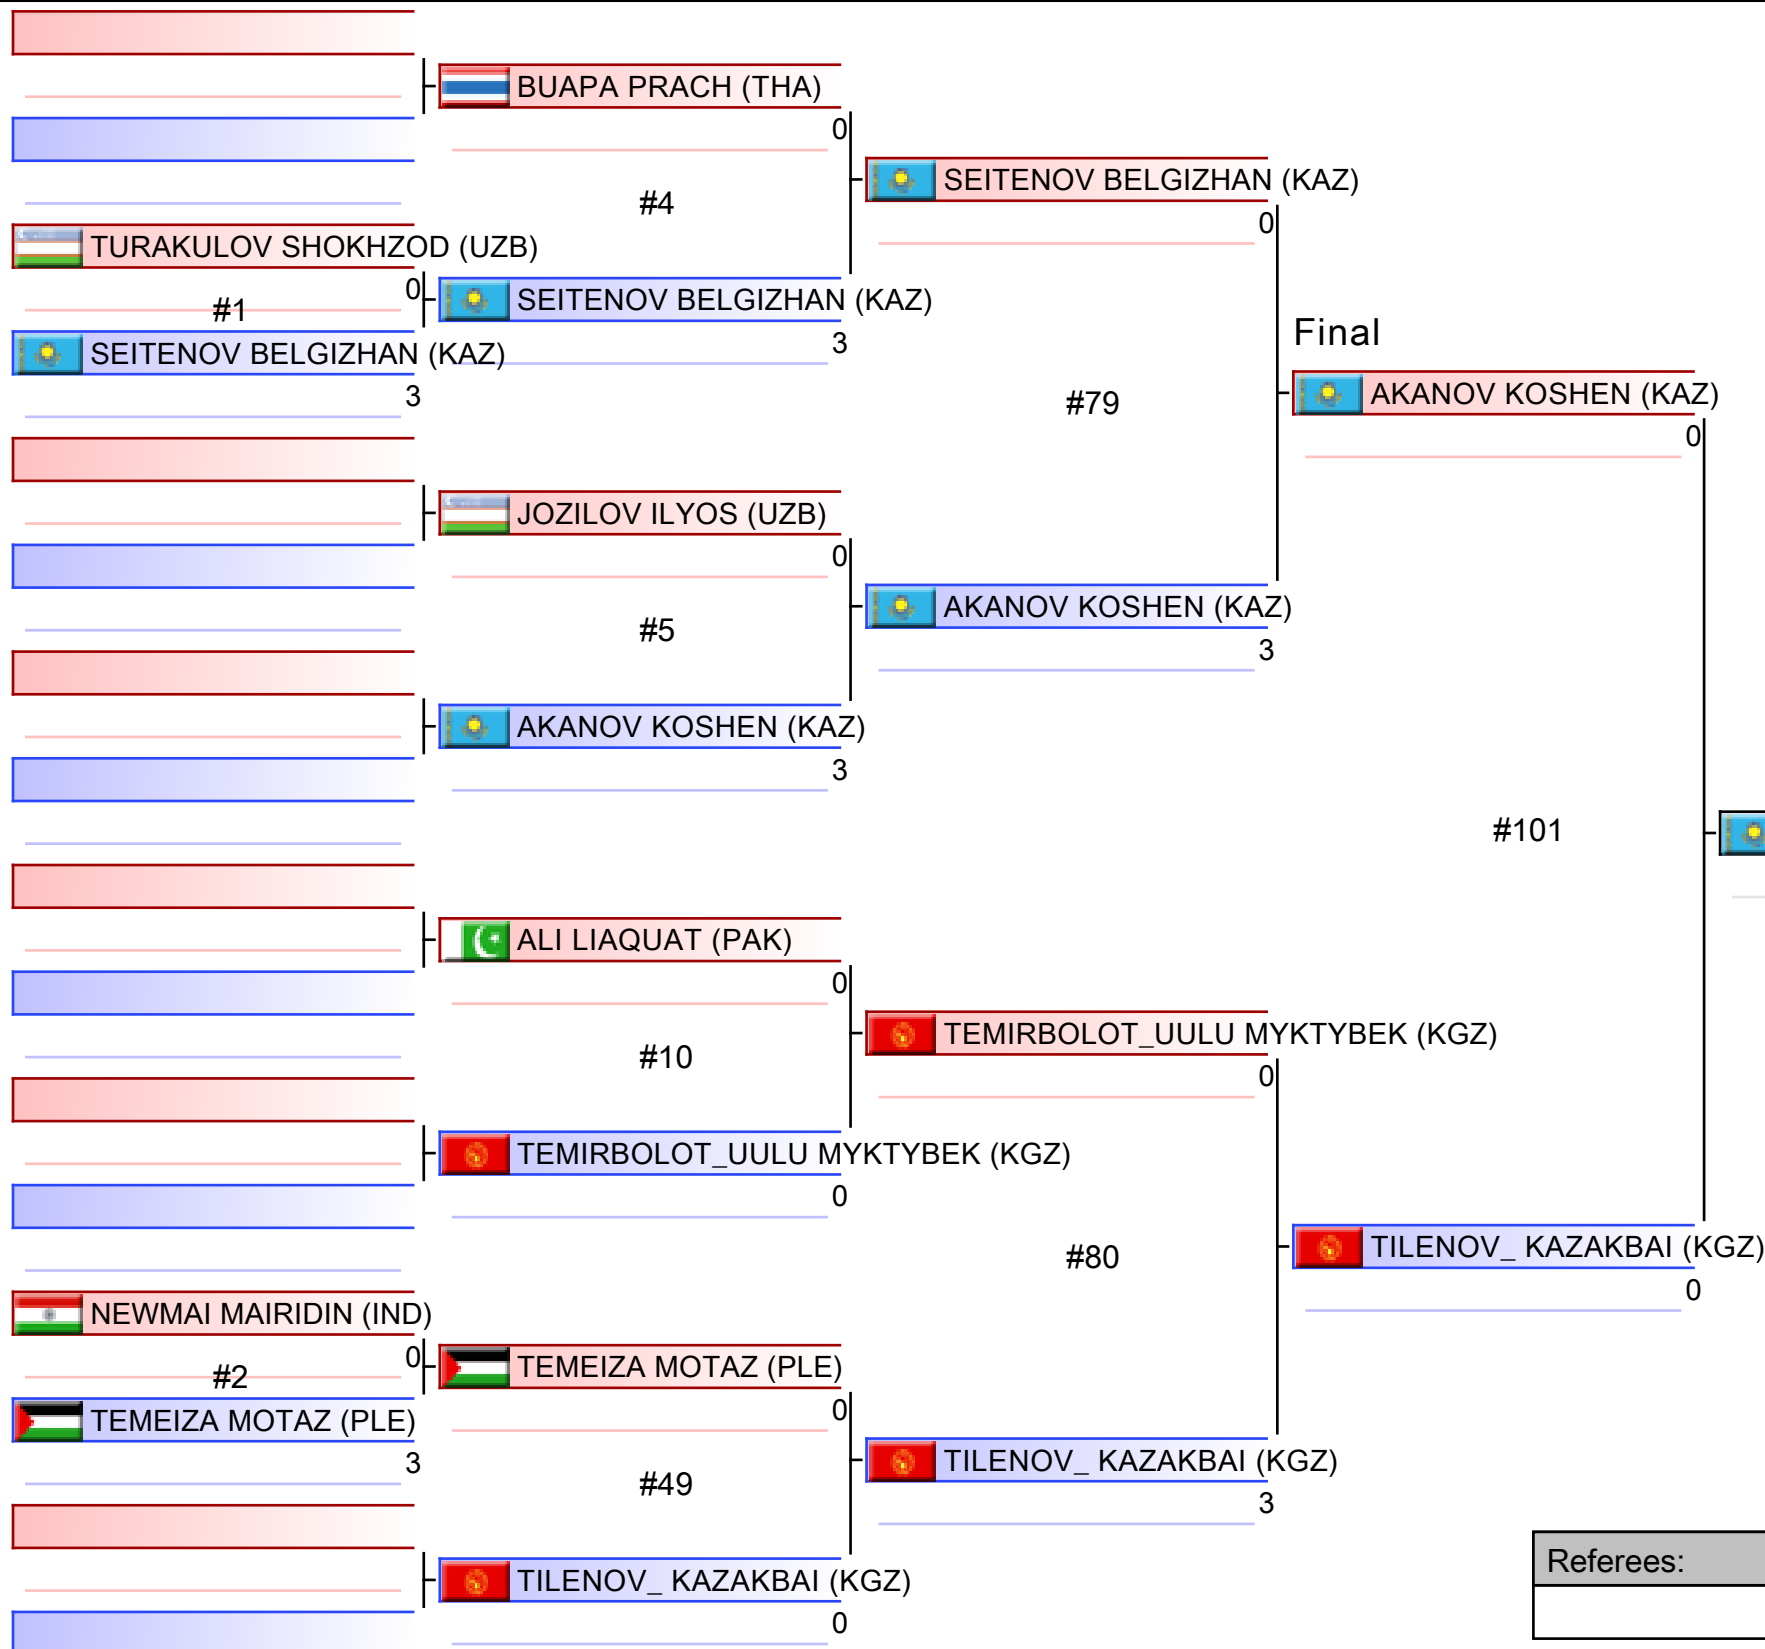 BUAPA PRACH (THA)
0
SEITENOV BELGIZHAN (KAZ)
0
#4
TURAKULOV SHOKHZOD (UZB)
0
#1
SEITENOV BELGIZHAN (KAZ)
3
SEITENOV BELGIZHAN (KAZ)
3
Final
AKANOV KOSHEN (KAZ)
0
#79
JOZILOV ILYOS (UZB)
0
#5
AKANOV KOSHEN (KAZ)
3
AKANOV KOSHEN (KAZ)
3
#101
ALI LIAQUAT (PAK)
0
TEMIRBOLOT_UULU MYKTYBEK (KGZ)
0
#10
TEMIRBOLOT_UULU MYKTYBEK (KGZ)
0
#80
TILENOV_ KAZAKBAI (KGZ)
0
NEWMAI MAIRIDIN (IND)
0
#2
TEMEIZA MOTAZ (PLE)
3
TEMEIZA MOTAZ (PLE)
0
TILENOV_ KAZAKBAI (KGZ)
3
#49
TILENOV_ KAZAKBAI (KGZ)
0
Referees: